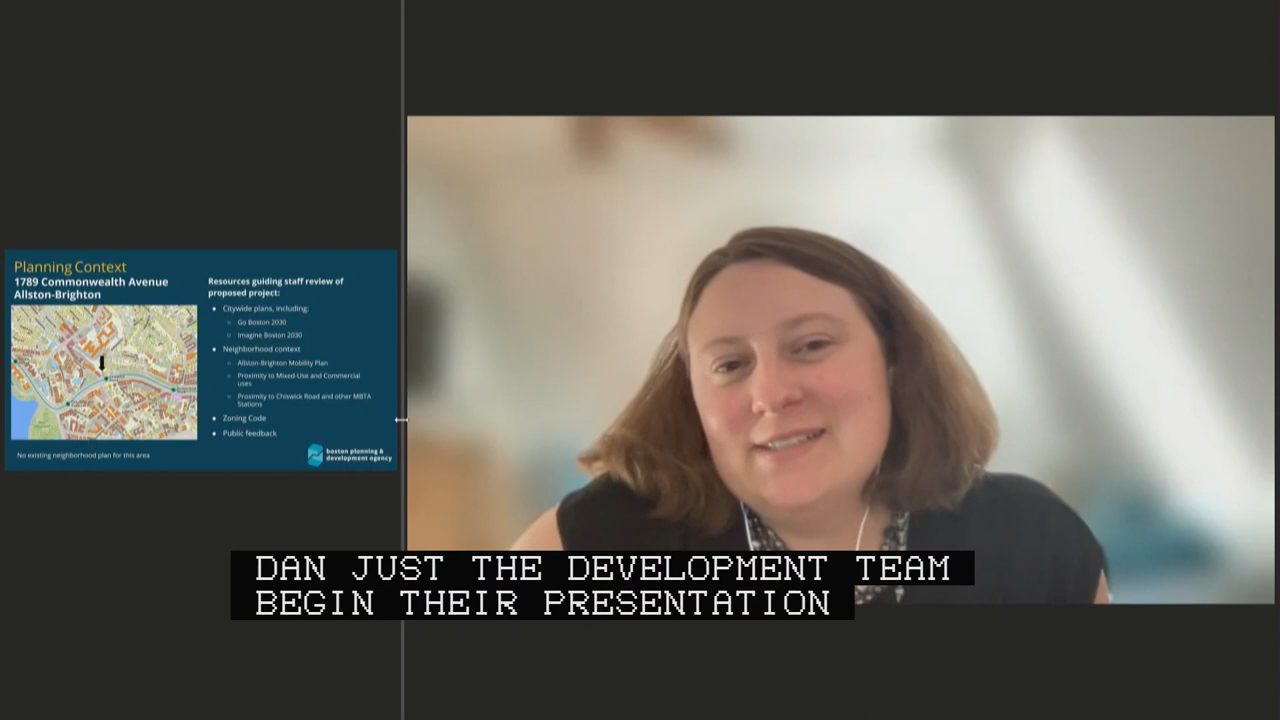 Planning Context
1789 Commonwealth Avenue
Allston-Brighton
Resources guiding staff review of
proposed project:
Citywide plans, including:
Go Boston 2030
Imagine Boston 2030
Neighborhood context
Allston-Brighton Mobility Plan
Proximity to Mixed-Use and Commercial
uses
Proximity to Chiswick Road and other MBTA
Stations
Zoning Code
Public feedback
No existing neighborhood plan for this area
boston planning &
development agency
DAN JUST THE DEVELOPMENT TEAM
BEGIN THEIR PRESENTATION